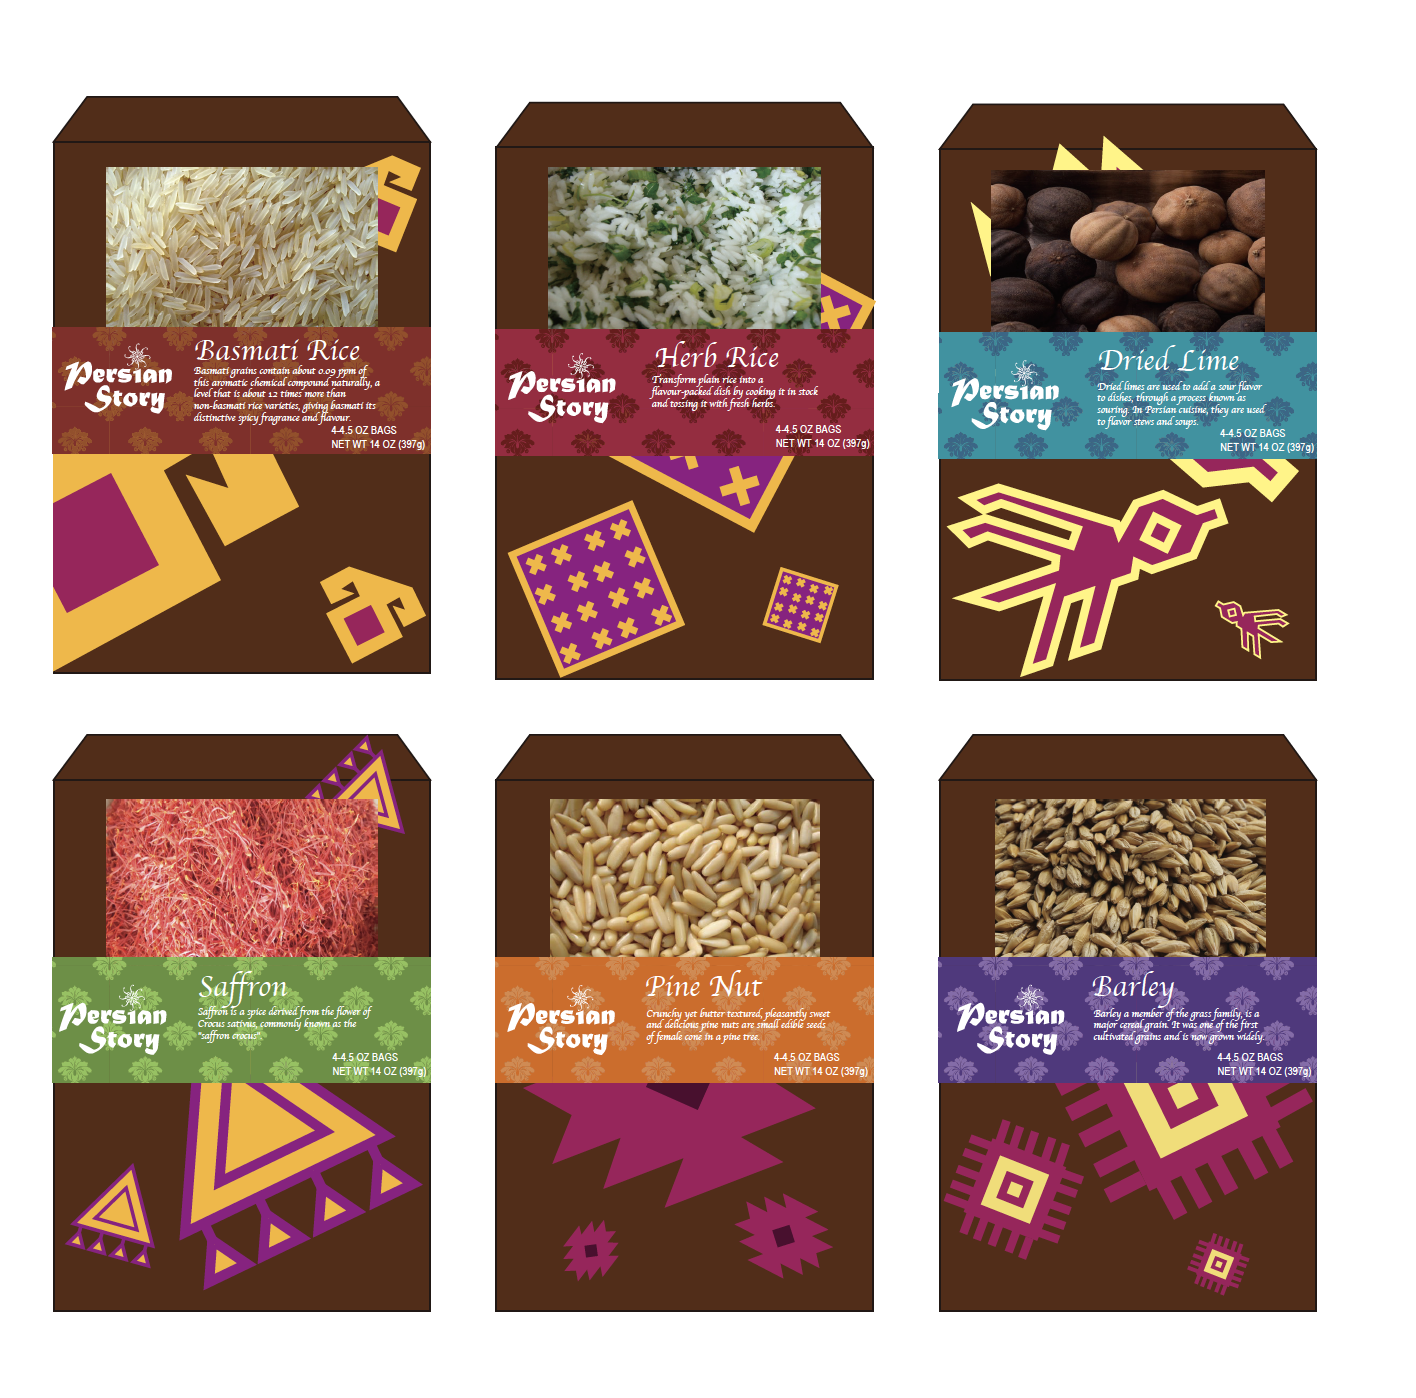 Persian
Story
Basmati Rice
Basmati grains contain about 0.09 ppm of
this aromatic chemical compound naturally, a
level that is about 12 times more than
non-basmati rice varieties, giving basmati its
distinctive spicy fragrance and flavour.
4-4.5 OZ BAGS
NET WT 14 OZ (397g)
Persian
Story
Herb Rice
Transform plain rice into a
flavour-packed dish by cooking it in stock
and tossing it with fresh herbs.
4-4.5 OZ BAGS
NET WT 14 OZ (397g)
Persian
Story
Dried Lime
Dried limes are used to add a sour flavor
to dishes, through a process known as
souring. In Persian cuisine, they are used
to flavor stews and soups.
4-4.5 OZ BAGS
NET WT 14 OZ (397g)
Persian
Story
Saffron
Saffron is a spice derived from the flower of
Crocus sativus, commonly known as the
"saffron crocus".
4-4.5 OZ BAGS
NET WT 14 OZ (397g)
Persian
Story
Pine Nut
Crunchy yet butter textured, pleasantly sweet
and delicious pine nuts are small edible seeds
of female cone in a pine tree.
4-4.5 OZ BAGS
NET WT 14 OZ (397g)
Persian
Story
Barley
Barley a member of the grass family, is a
major cereal grain. It was one of the first
cultivated grains and is now grown widely.
4-4.5 OZ BAGS
NET WT 14 OZ (397g)